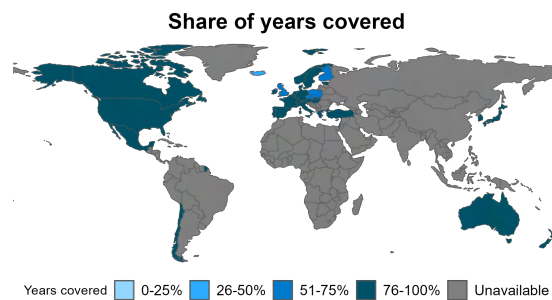 Share of years covered
Years covered 0-25% 26-50% 51-75% 76-100% Unavailable